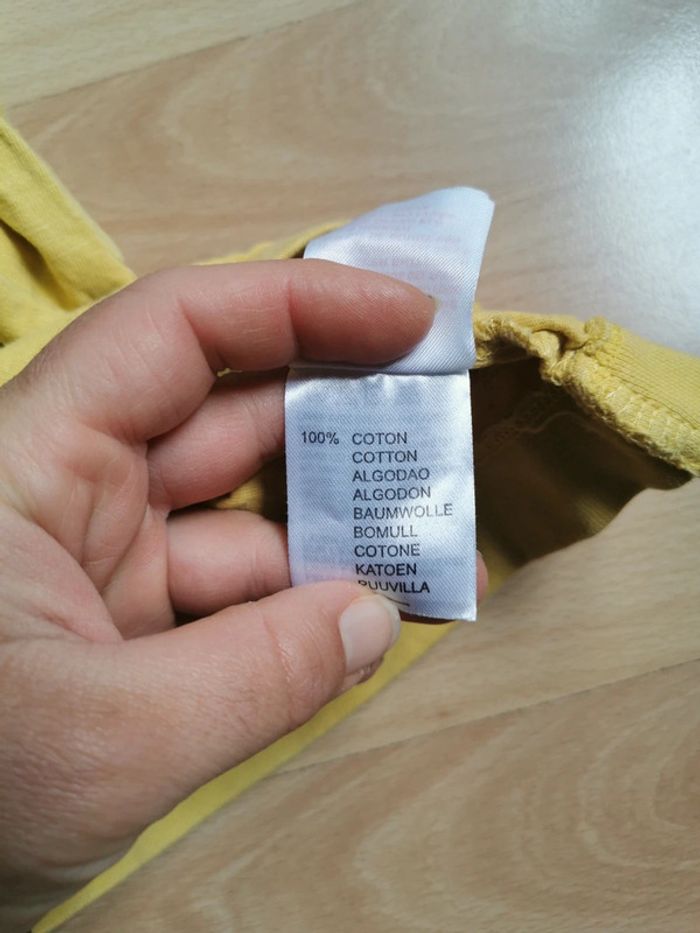 100% COTON
COTTON
ALGODAO
ALGODON
BAUMWOLLE
BOMULL
COTONE
KATOEN
PUUVILLA